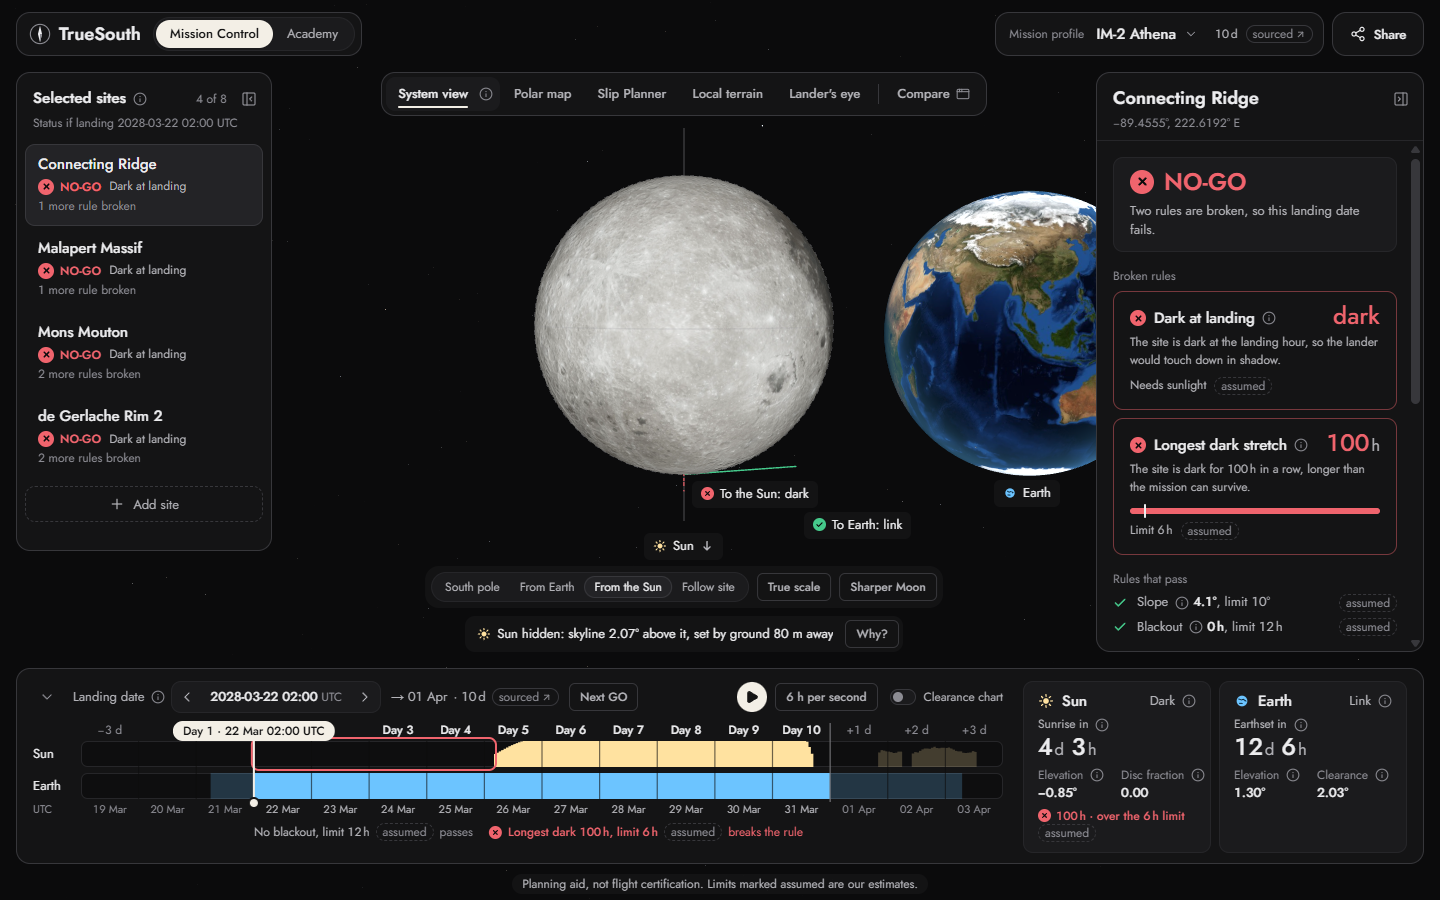 TrueSouth
Mission Control
Academy
Mission profile IM-2 Athena 10 d sourced ↗
Share
Selected sites 4 of 8
Status if landing 2028-03-22 02:00 UTC
Connecting Ridge
NO-GO Dark at landing
1 more rule broken
Malapert Massif
NO-GO Dark at landing
1 more rule broken
Mons Mouton
NO-GO Dark at landing
2 more rules broken
de Gerlache Rim 2
NO-GO Dark at landing
2 more rules broken
+ Add site
System view Polar map Slip Planner Local terrain Lander's eye Compare
To the Sun: dark
To Earth: link
Earth
Sun ↓
South pole From Earth From the Sun Follow site True scale Sharper Moon
Sun hidden: skyline 2.07° above it, set by ground 80 m away Why?
Connecting Ridge
−89.4555°, 222.6192° E
NO-GO
Two rules are broken, so this landing date
fails.
Broken rules
Dark at landing dark
The site is dark at the landing hour, so the lander
would touch down in shadow.
Needs sunlight assumed
Longest dark stretch 100 h
The site is dark for 100 h in a row, longer than
the mission can survive.
Limit 6 h assumed
Rules that pass
Slope 4.1°, limit 10° assumed
Blackout 0 h, limit 12 h assumed
Landing date 2028-03-22 02:00 UTC → 01 Apr · 10 d sourced ↗ Next GO
6 h per second Clearance chart
−3 d Day 1 · 22 Mar 02:00 UTC Day 3 Day 4 Day 5 Day 6 Day 7 Day 8 Day 9 Day 10 +1 d +2 d +3 d
Sun
Earth
UTC 19 Mar 20 Mar 21 Mar 22 Mar 23 Mar 24 Mar 25 Mar 26 Mar 27 Mar 28 Mar 29 Mar 30 Mar 31 Mar 01 Apr 02 Apr 03 Apr
No blackout, limit 12 h assumed passes Longest dark 100 h, limit 6 h assumed breaks the rule
Sun Dark
Sunrise in
4 d 3 h
Elevation Disc fraction
−0.85° 0.00
100 h · over the 6 h limit
assumed
Earth Link
Earthset in
12 d 6 h
Elevation Clearance
1.30° 2.03°
Planning aid, not flight certification. Limits marked assumed are our estimates.